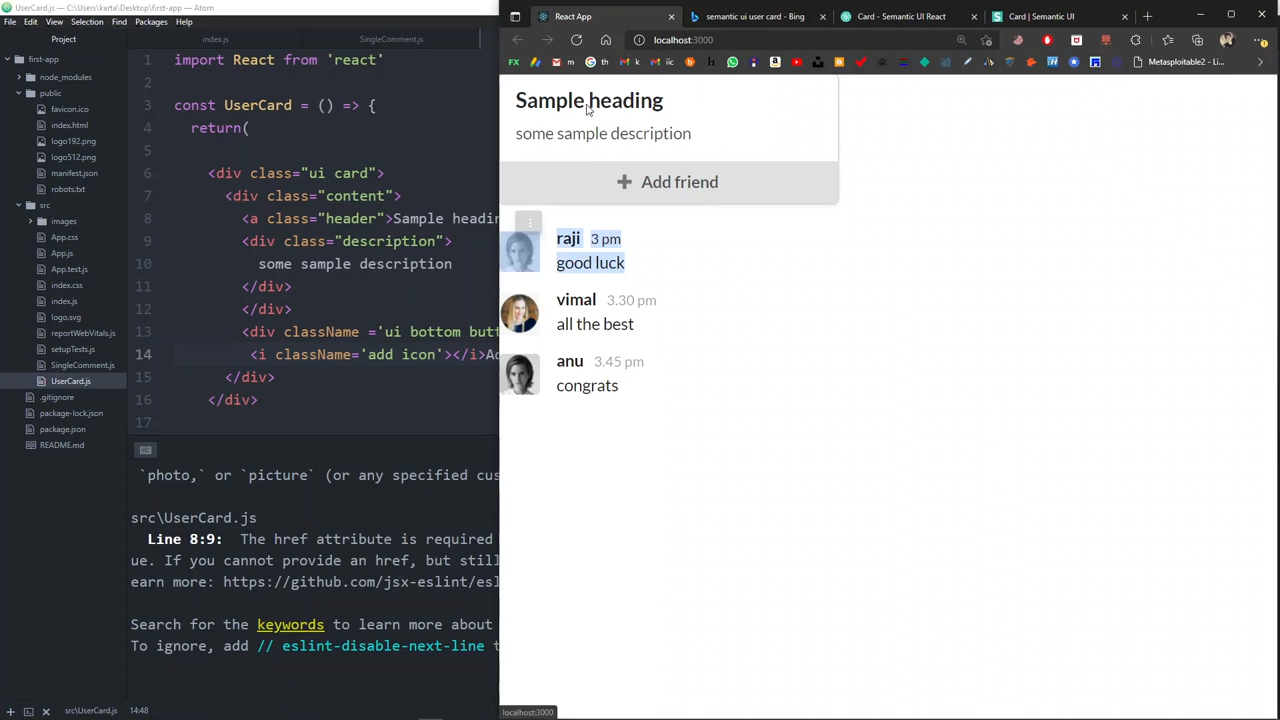 UserCard.js — C:\Users\karta\Desktop\first-app — Atom
File Edit View Selection Find Packages Help
Project
first-app
node_modules
public
favicon.ico
index.html
logo192.png
logo512.png
manifest.json
robots.txt
src
images
App.css
App.js
App.test.js
index.css
index.js
logo.svg
reportWebVitals.js
setupTests.js
SingleComment.js
UserCard.js
.gitignore
package-lock.json
package.json
README.md
index.js SingleComment.js
1 import React from 'react'
2
3 const UserCard = () => {
4 return(
5
6 <div class="ui card">
7 <div class="content">
8 <a class="header">Sample headin
9 <div class="description">
10 some sample description
11 </div>
12 </div>
13 <div className ='ui bottom but
14 <i className='add icon'></i>Ad
15 </div>
16 </div>
17
`photo,` or `picture` (or any specified cus
src\UserCard.js
Line 8:9: The href attribute is required
ue. If you cannot provide an href, but still
earn more: https://github.com/jsx-eslint/esl
Search for the keywords to learn more about
To ignore, add // eslint-disable-next-line t
src\UserCard.js 14:48
React App
semantic ui user card - Bing
Card - Semantic UI React
Card | Semantic UI
localhost:3000
FX m th k iic Metasploitable2 - Li...
Sample heading
some sample description
Add friend
raji 3 pm
good luck
vimal 3.30 pm
all the best
anu 3.45 pm
congrats
localhost:3000